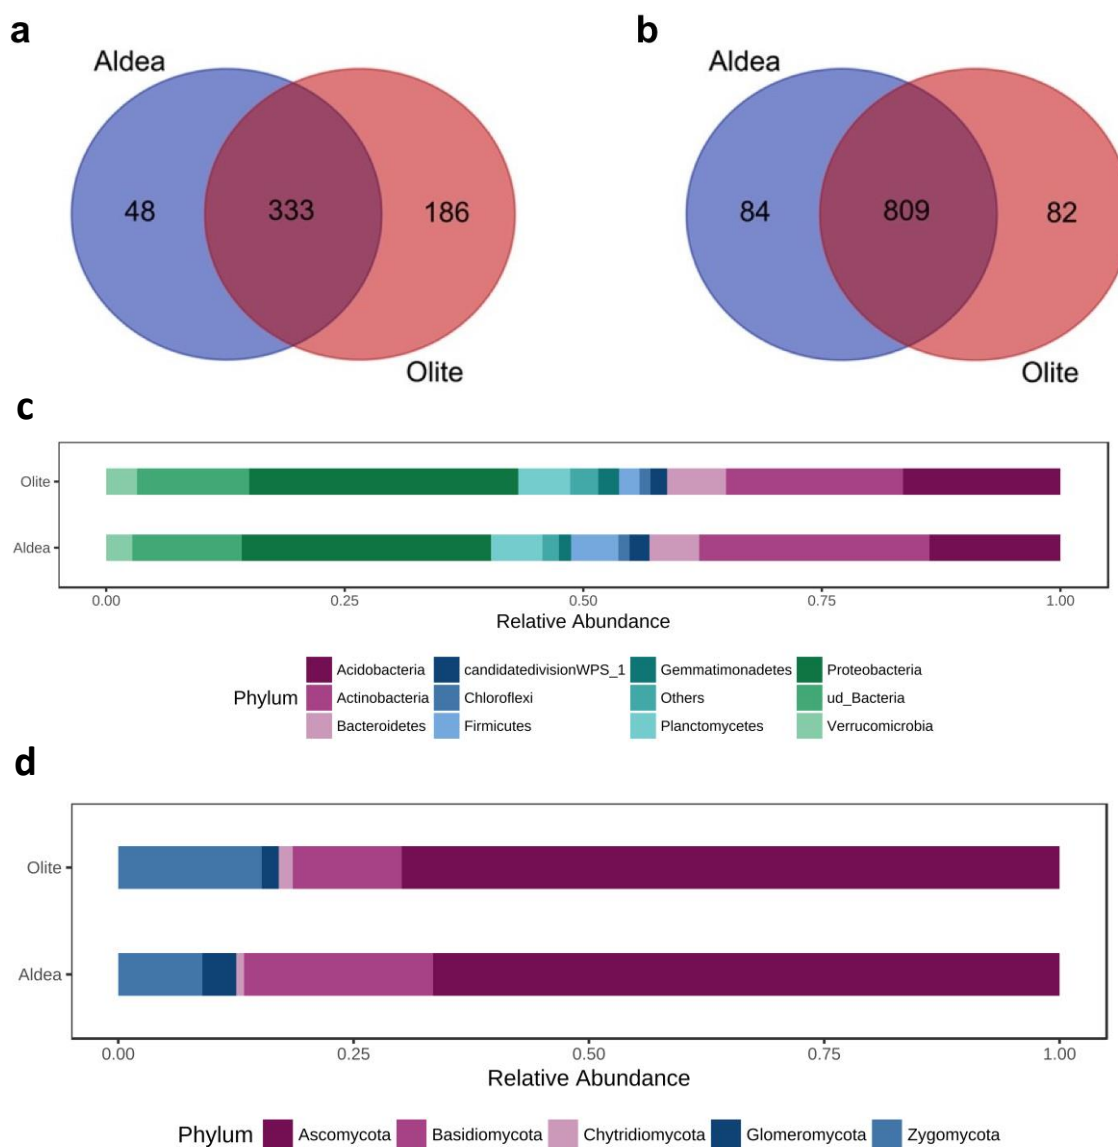 a
b
Aldea
Aldea
48
333
186
84
809
82
Olite
Olite
c
Olite
Aldea
0.00 0.25 0.50 0.75 1.00
Relative Abundance
Acidobacteria candidatedivisionWPS_1 Gemmatimonadetes Proteobacteria
Phylum Actinobacteria Chloroflexi Others ud_Bacteria
Bacteroidetes Firmicutes Planctomycetes Verrucomicrobia
d
Olite
Aldea
0.00 0.25 0.50 0.75 1.00
Relative Abundance
Phylum Ascomycota Basidiomycota Chytridiomycota Glomeromycota Zygomycota